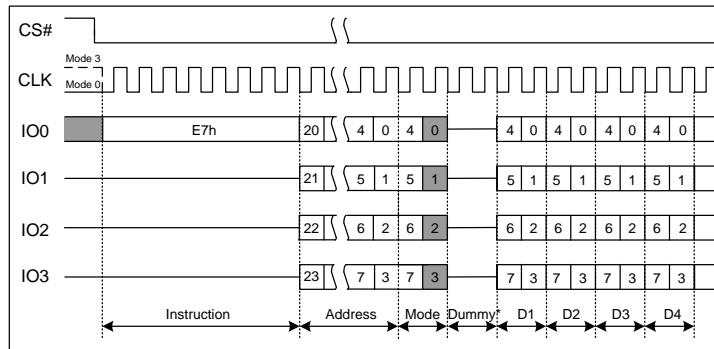 CS#
Mode 3
CLK
Mode 0
IO0 E7h 20 4 0 4 0 4 0 4 0 4 0 4 0
IO1 21 5 1 5 1 5 1 5 1 5 1 5 1
IO2 22 6 2 6 2 6 2 6 2 6 2 6 2
IO3 23 7 3 7 3 7 3 7 3 7 3 7 3
Instruction Address Mode Dummy* D1 D2 D3 D4